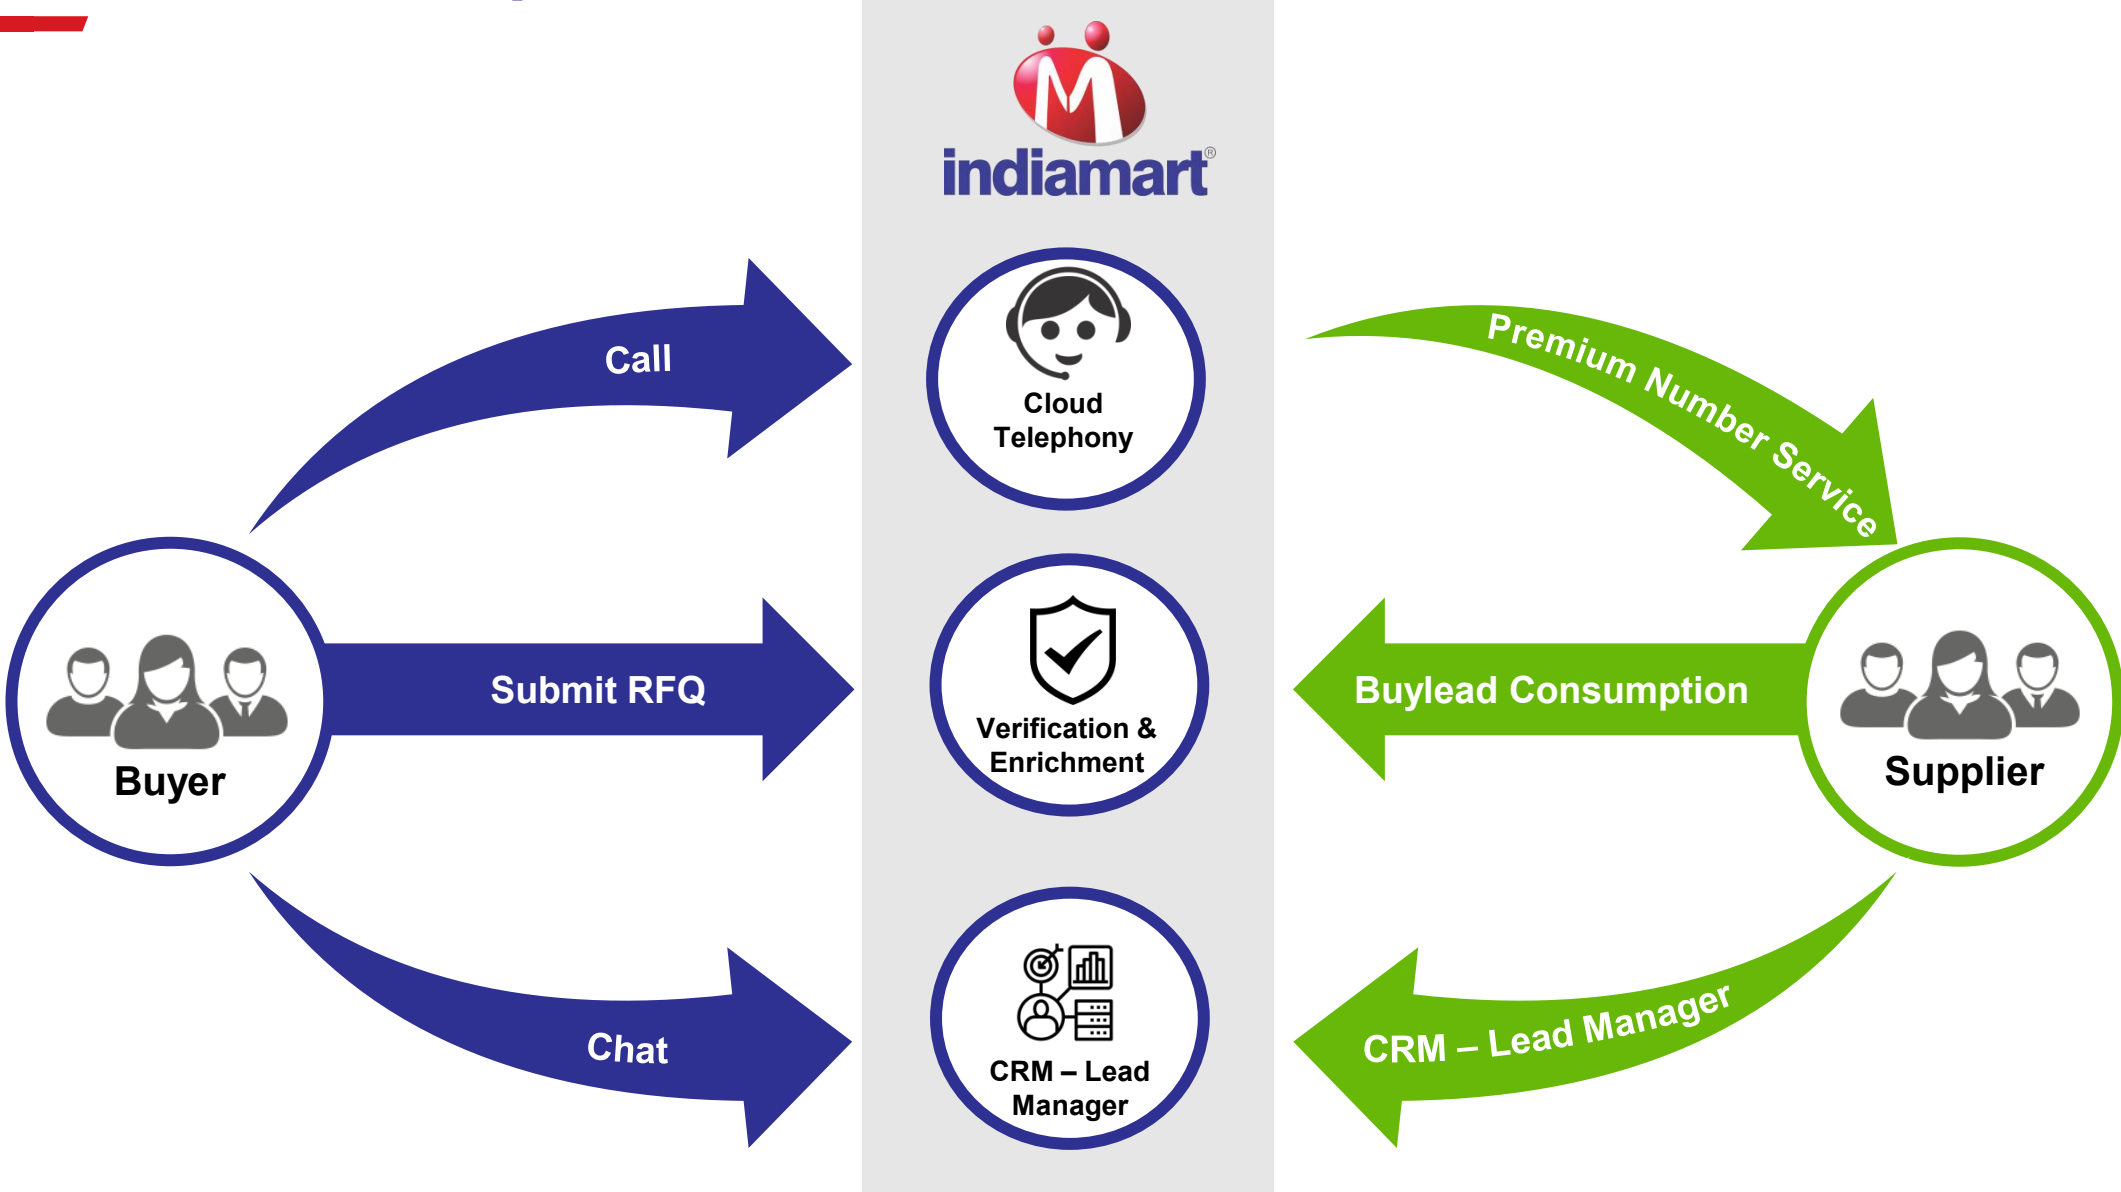 indiamart®
Call
Cloud
Telephony
Premium Number Service
Buyer
Submit RFQ
Verification &
Enrichment
Buylead Consumption
Supplier
Chat
CRM – Lead
Manager
CRM – Lead Manager